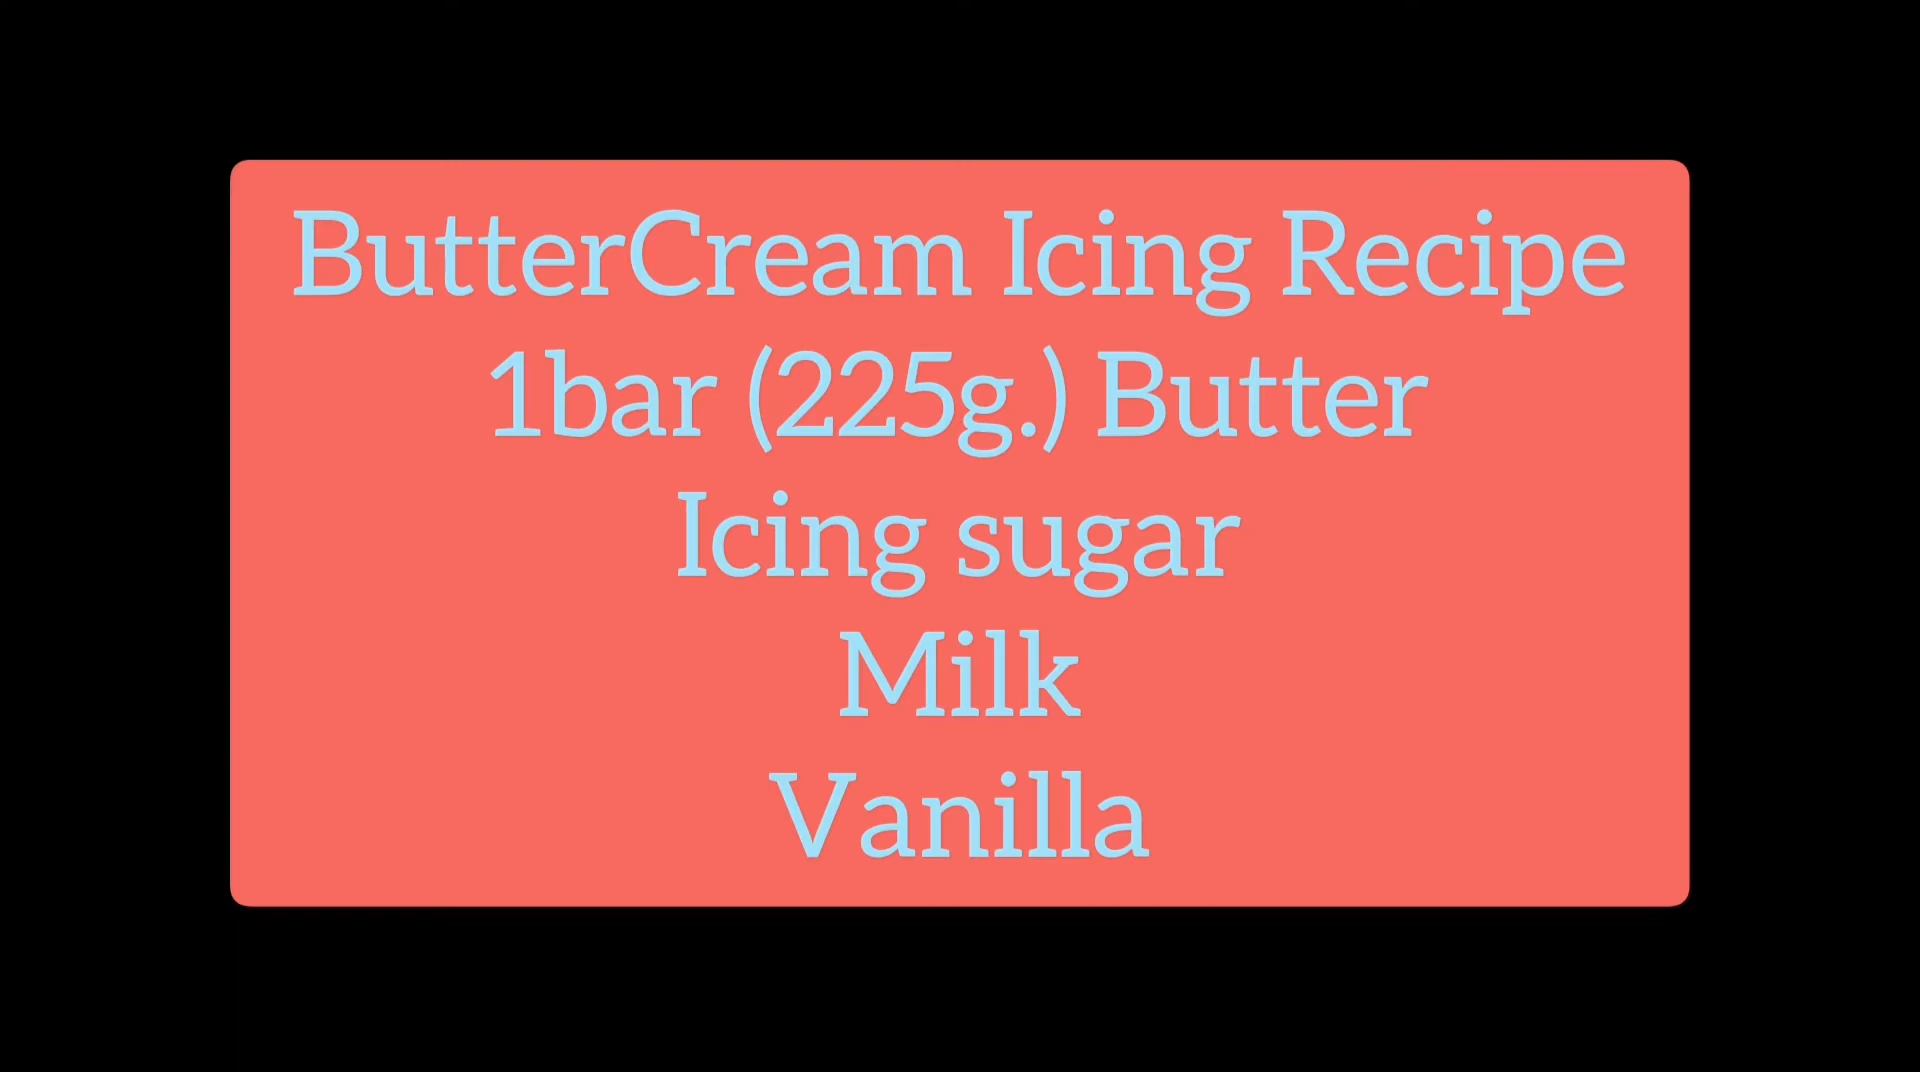 ButterCream Icing Recipe
1bar (225g.) Butter
Icing sugar
Milk
Vanilla